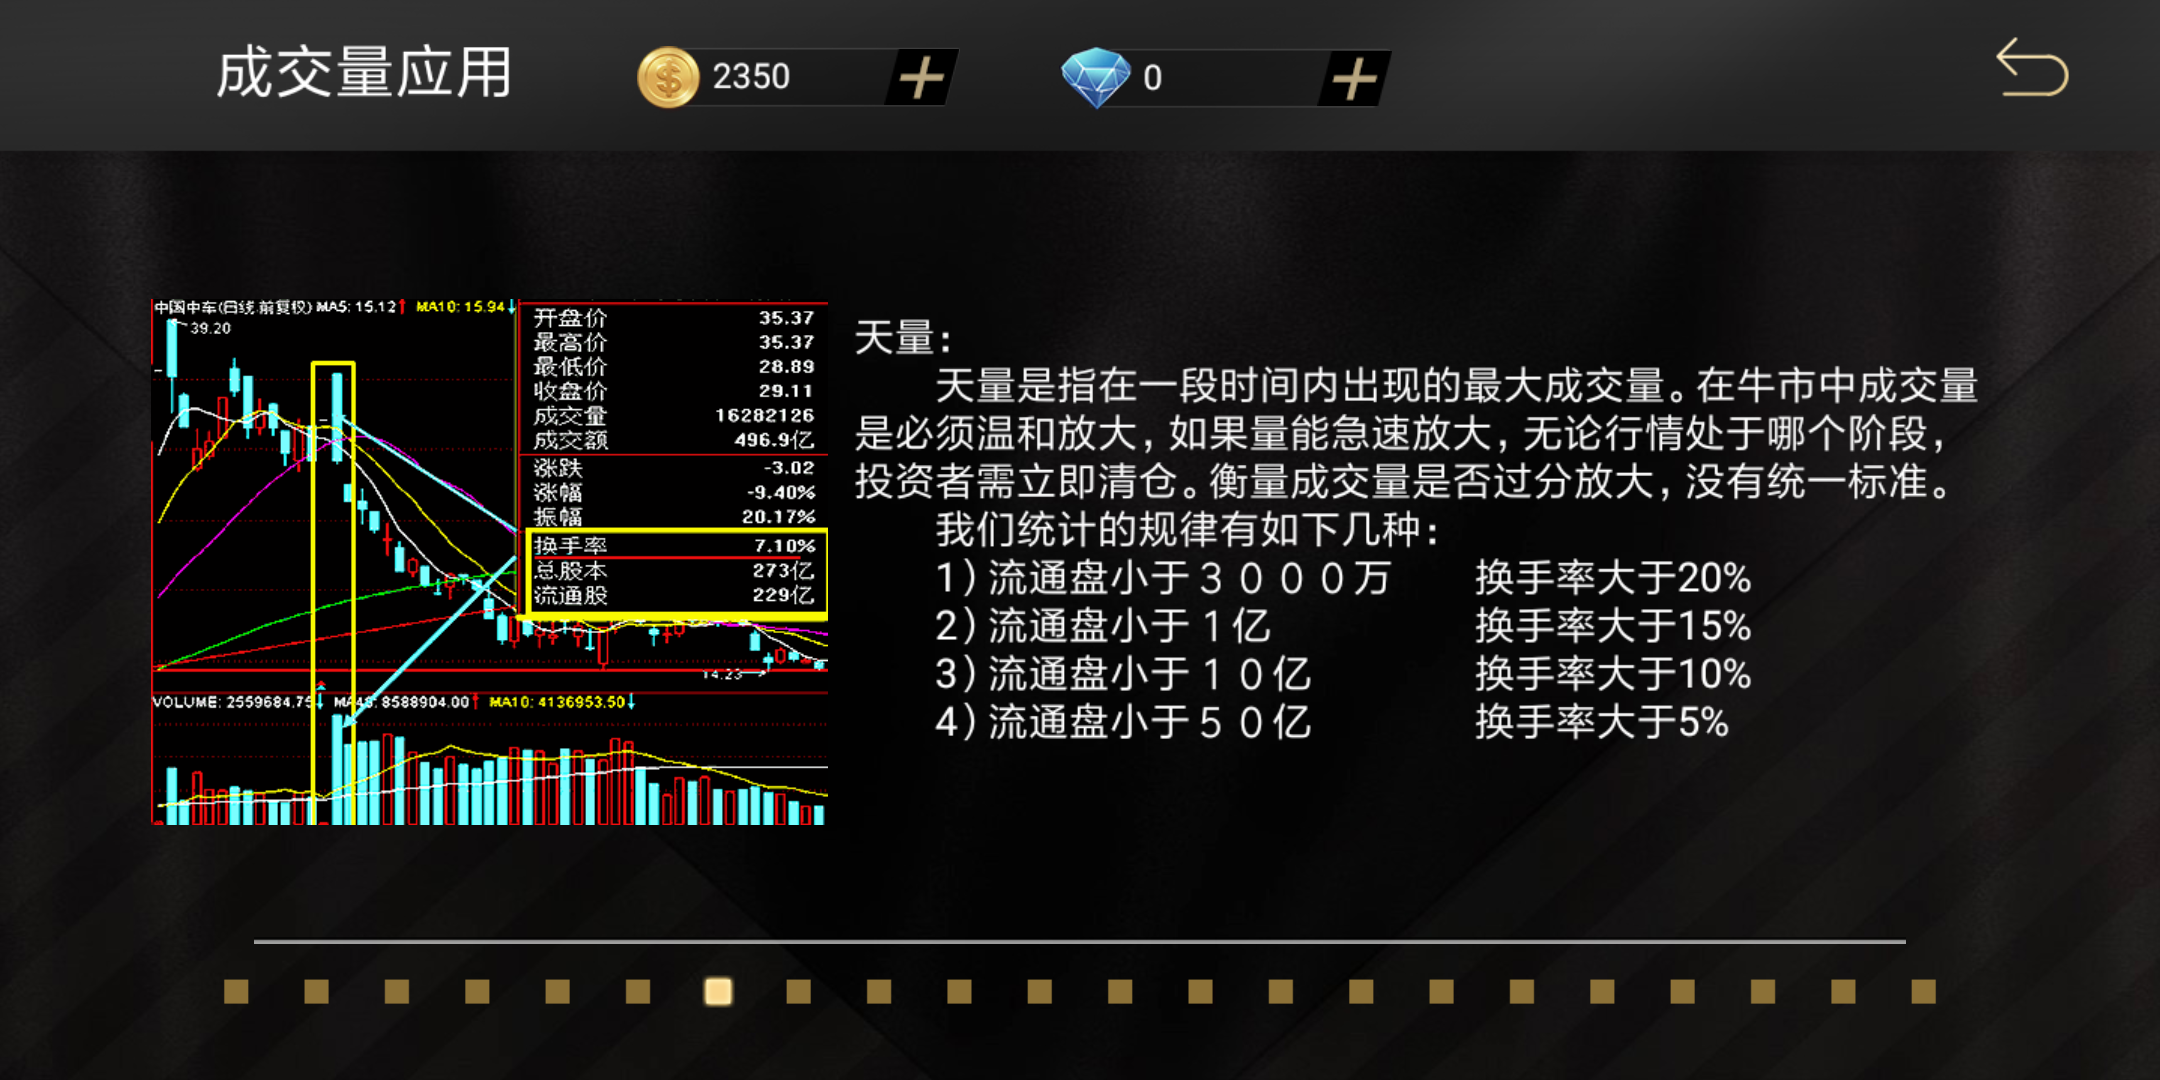 成交量应用
2350
0
中国中车(日线.前复权) MA5: 15.12↑ MA10: 15.94↓
39.20
开盘价 35.37
最高价 35.37
最低价 28.89
收盘价 29.11
成交量 16282126
成交额 496.9亿
涨跌 -3.02
涨幅 -9.40%
振幅 20.17%
换手率 7.10%
总股本 273亿
流通股 229亿
14.23
VOLUME: 2559684.75↓ 8588904.00↑ MA10: 4136953.50↓
天量：
天量是指在一段时间内出现的最大成交量。在牛市中成交量
是必须温和放大，如果量能急速放大，无论行情处于哪个阶段，
投资者需立即清仓。衡量成交量是否过分放大，没有统一标准。
我们统计的规律有如下几种：
1）流通盘小于３０００万 换手率大于20%
2）流通盘小于１亿 换手率大于15%
3）流通盘小于１０亿 换手率大于10%
4）流通盘小于５０亿 换手率大于5%